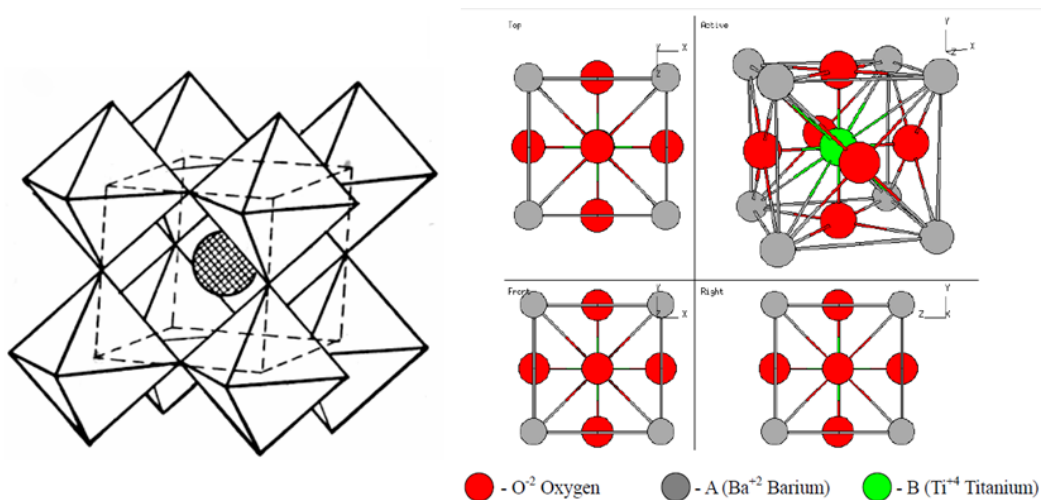 Top
Y
X
Z
Active
Y
Z
X
Front
Y
Z
X
Right
Y
Z
X
- O⁻² Oxygen
- A (Ba⁺² Barium)
- B (Ti⁺⁴ Titanium)